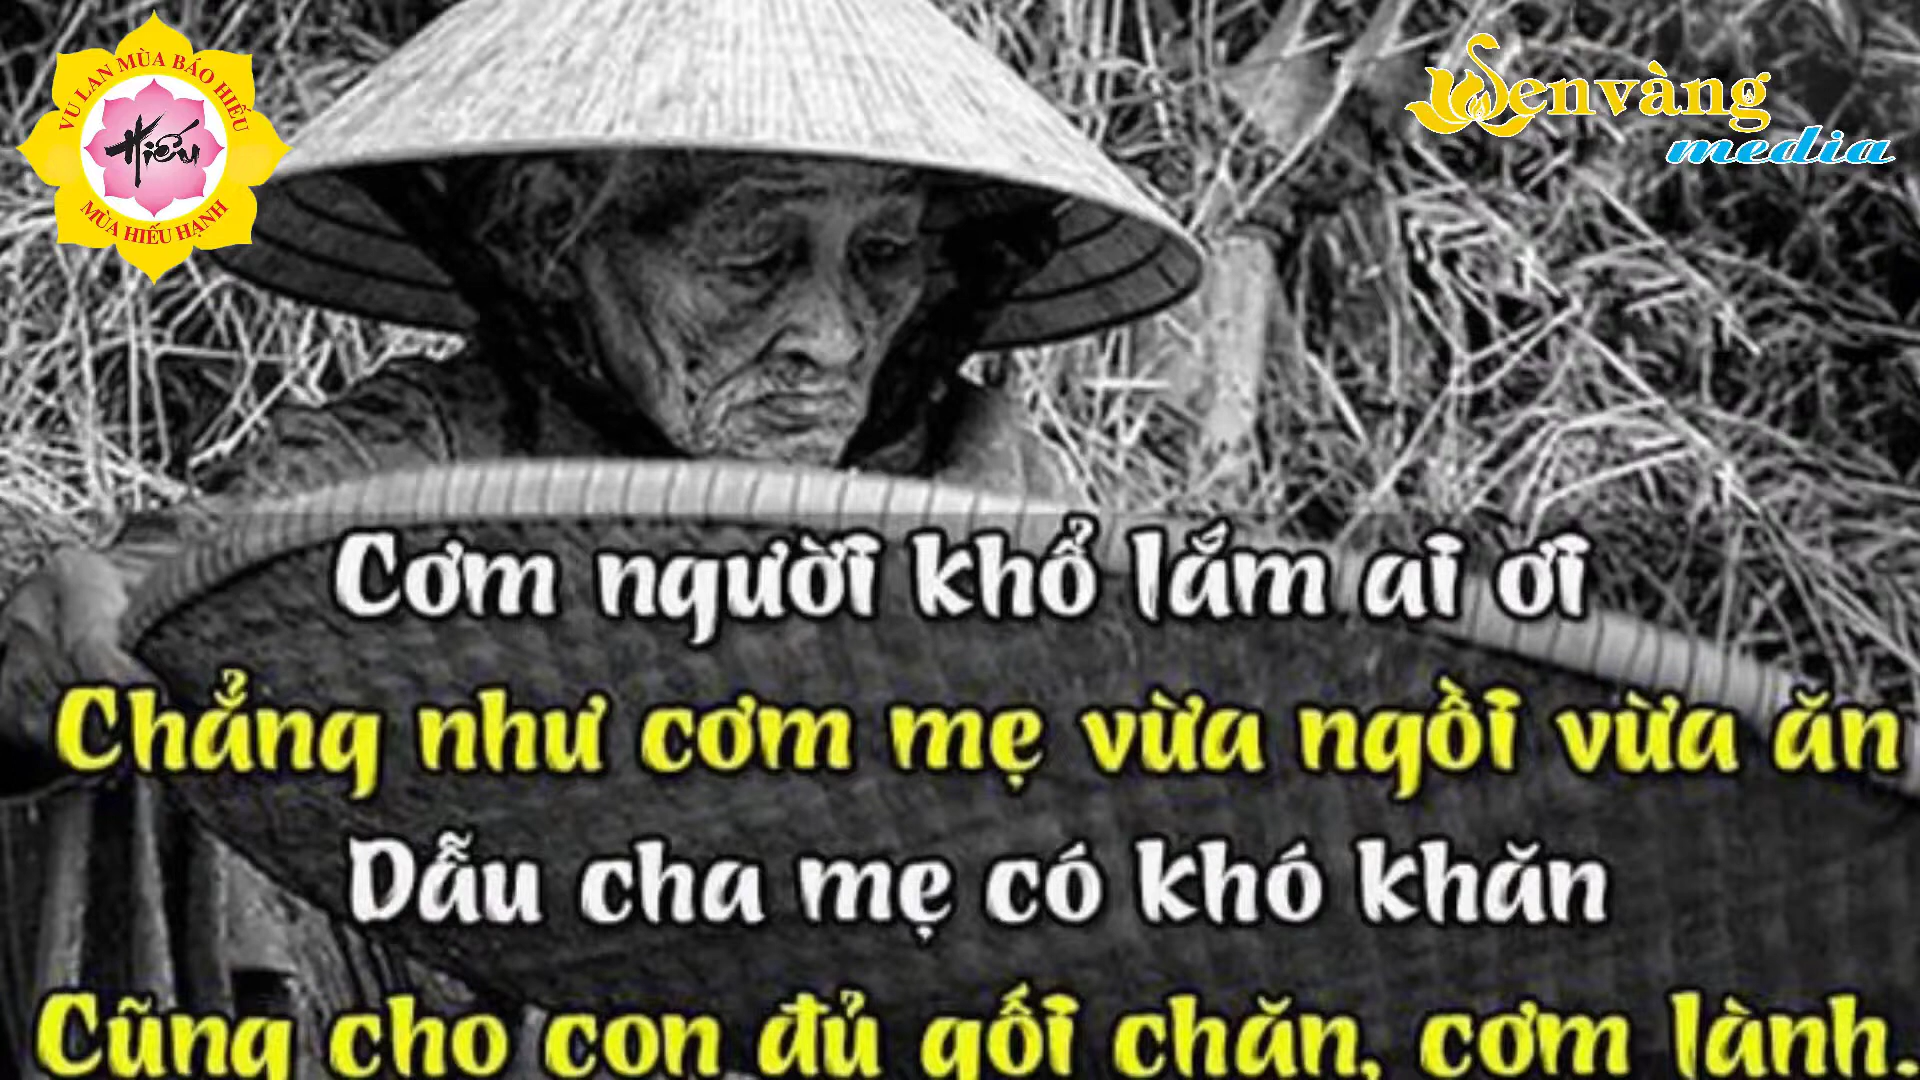 VU LAN MÙA BÁO HIẾU
Hiếu
MÙA HIẾU HẠNH
Senvàng
media
Cơm người khổ lắm ai ơi
Chẳng như cơm mẹ vừa ngồi vừa ăn
Dẫu cha mẹ có khó khăn
Cũng cho con đủ gối chăn, cơm lành.